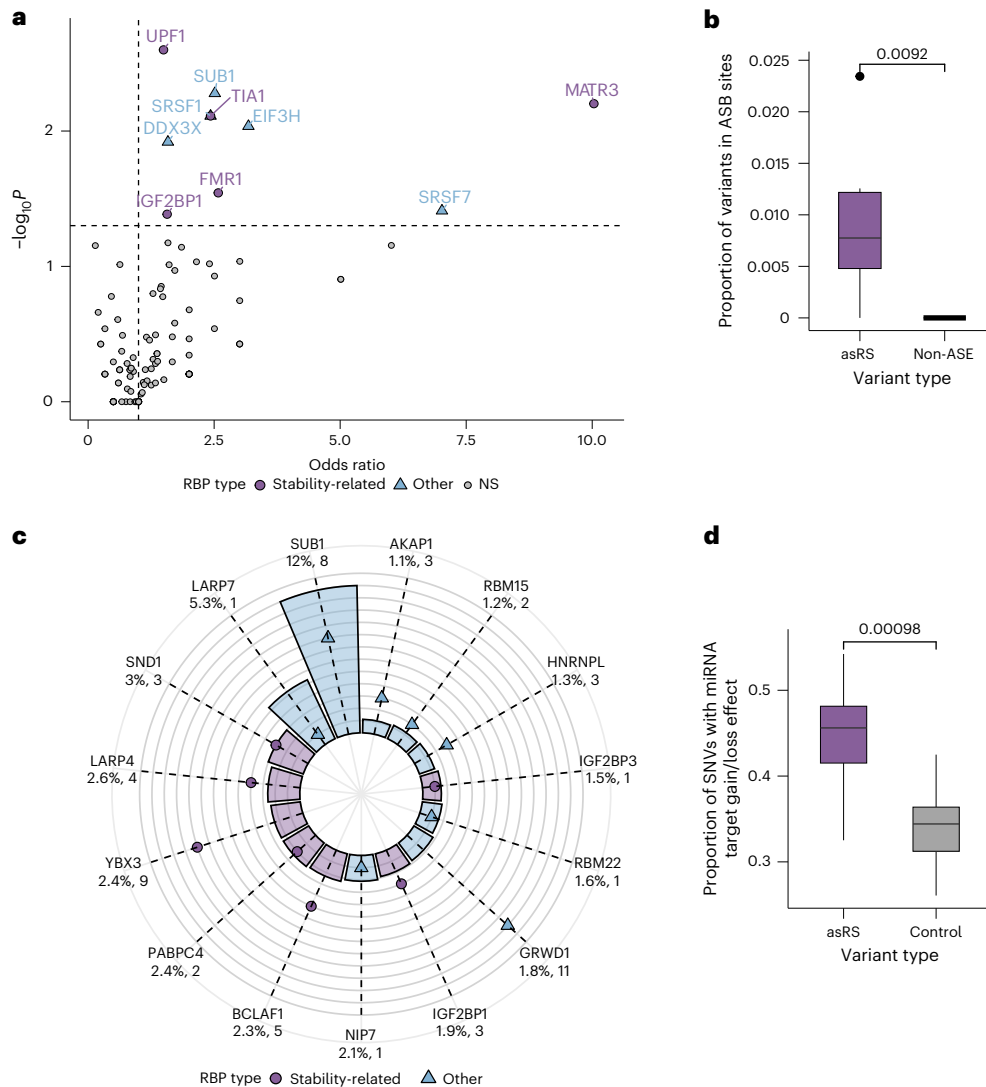 a
UPF1
SUB1
SRSF1
TIA1
MATR3
DDX3X
EIF3H
FMR1
IGF2BP1
SRSF7
2
1
0
–log10P
0
2.5
5.0
7.5
10.0
Odds ratio
RBP type Stability-related Other NS
b
0.0092
0.025
0.020
0.015
0.010
0.005
0
Proportion of variants in ASB sites
asRS
Non-ASE
Variant type
c
SUB1
12%, 8
AKAP1
1.1%, 3
LARP7
5.3%, 1
RBM15
1.2%, 2
SND1
3%, 3
HNRNPL
1.3%, 3
LARP4
2.6%, 4
IGF2BP3
1.5%, 1
YBX3
2.4%, 9
RBM22
1.6%, 1
PABPC4
2.4%, 2
GRWD1
1.8%, 11
BCLAF1
2.3%, 5
IGF2BP1
1.9%, 3
NIP7
2.1%, 1
RBP type Stability-related Other
d
0.00098
0.5
0.4
0.3
Proportion of SNVs with miRNA
target gain/loss effect
asRS
Control
Variant type